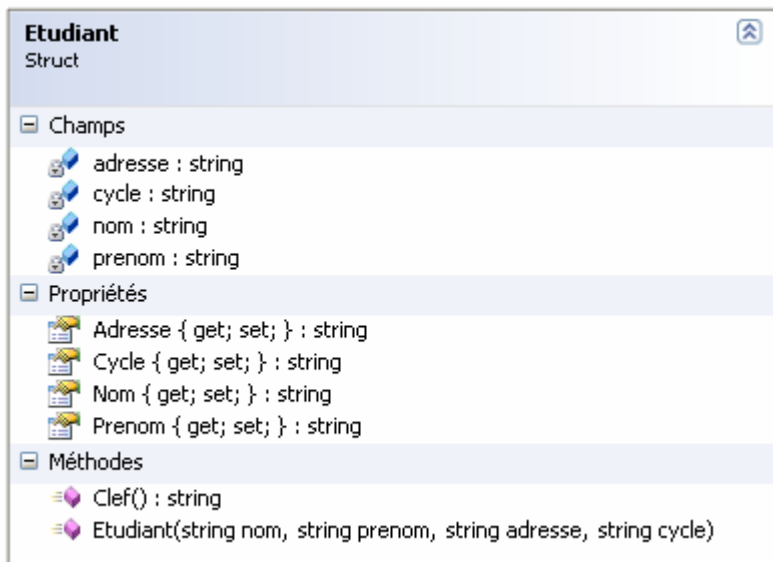 Etudiant
Struct
Champs
adresse : string
cycle : string
nom : string
prenom : string
Propriétés
Adresse { get; set; } : string
Cycle { get; set; } : string
Nom { get; set; } : string
Prenom { get; set; } : string
Méthodes
Clef() : string
Etudiant(string nom, string prenom, string adresse, string cycle)